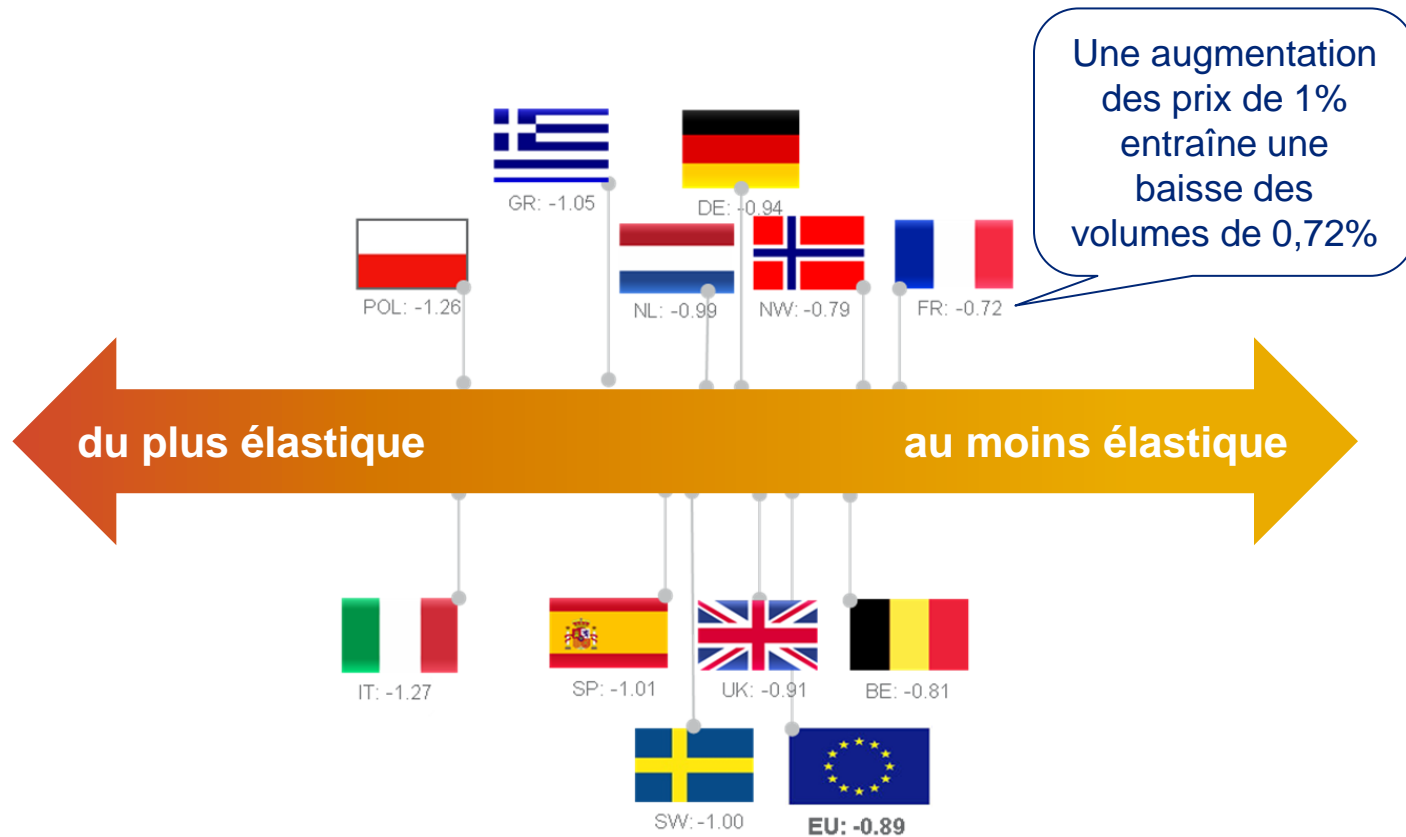 Une augmentation
des prix de 1%
entraîne une
baisse des
volumes de 0,72%
GR: -1.05
DE: -0.94
POL: -1.26
NL: -0.99
NW: -0.79
FR: -0.72
du plus élastique
au moins élastique
IT: -1.27
SP: -1.01
UK: -0.91
BE: -0.81
SW: -1.00
EU: -0.89